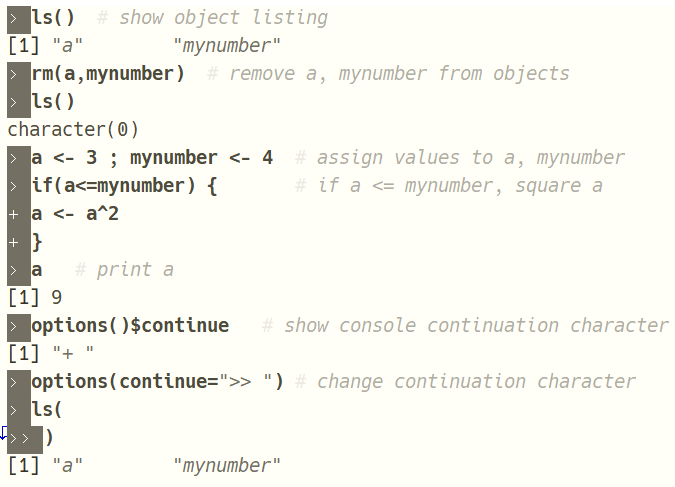 > ls()  # show object listing
[1] "a"        "mynumber"
> rm(a,mynumber)  # remove a, mynumber from objects
> ls()
character(0)
> a <- 3 ; mynumber <- 4  # assign values to a, mynumber
> if(a<=mynumber) {       # if a <= mynumber, square a
+ a <- a^2
+ }
> a   # print a
[1] 9
> options()$continue   # show console continuation character
[1] "+ "
> options(continue=">> ") # change continuation character
> ls(
>> )
[1] "a"        "mynumber"